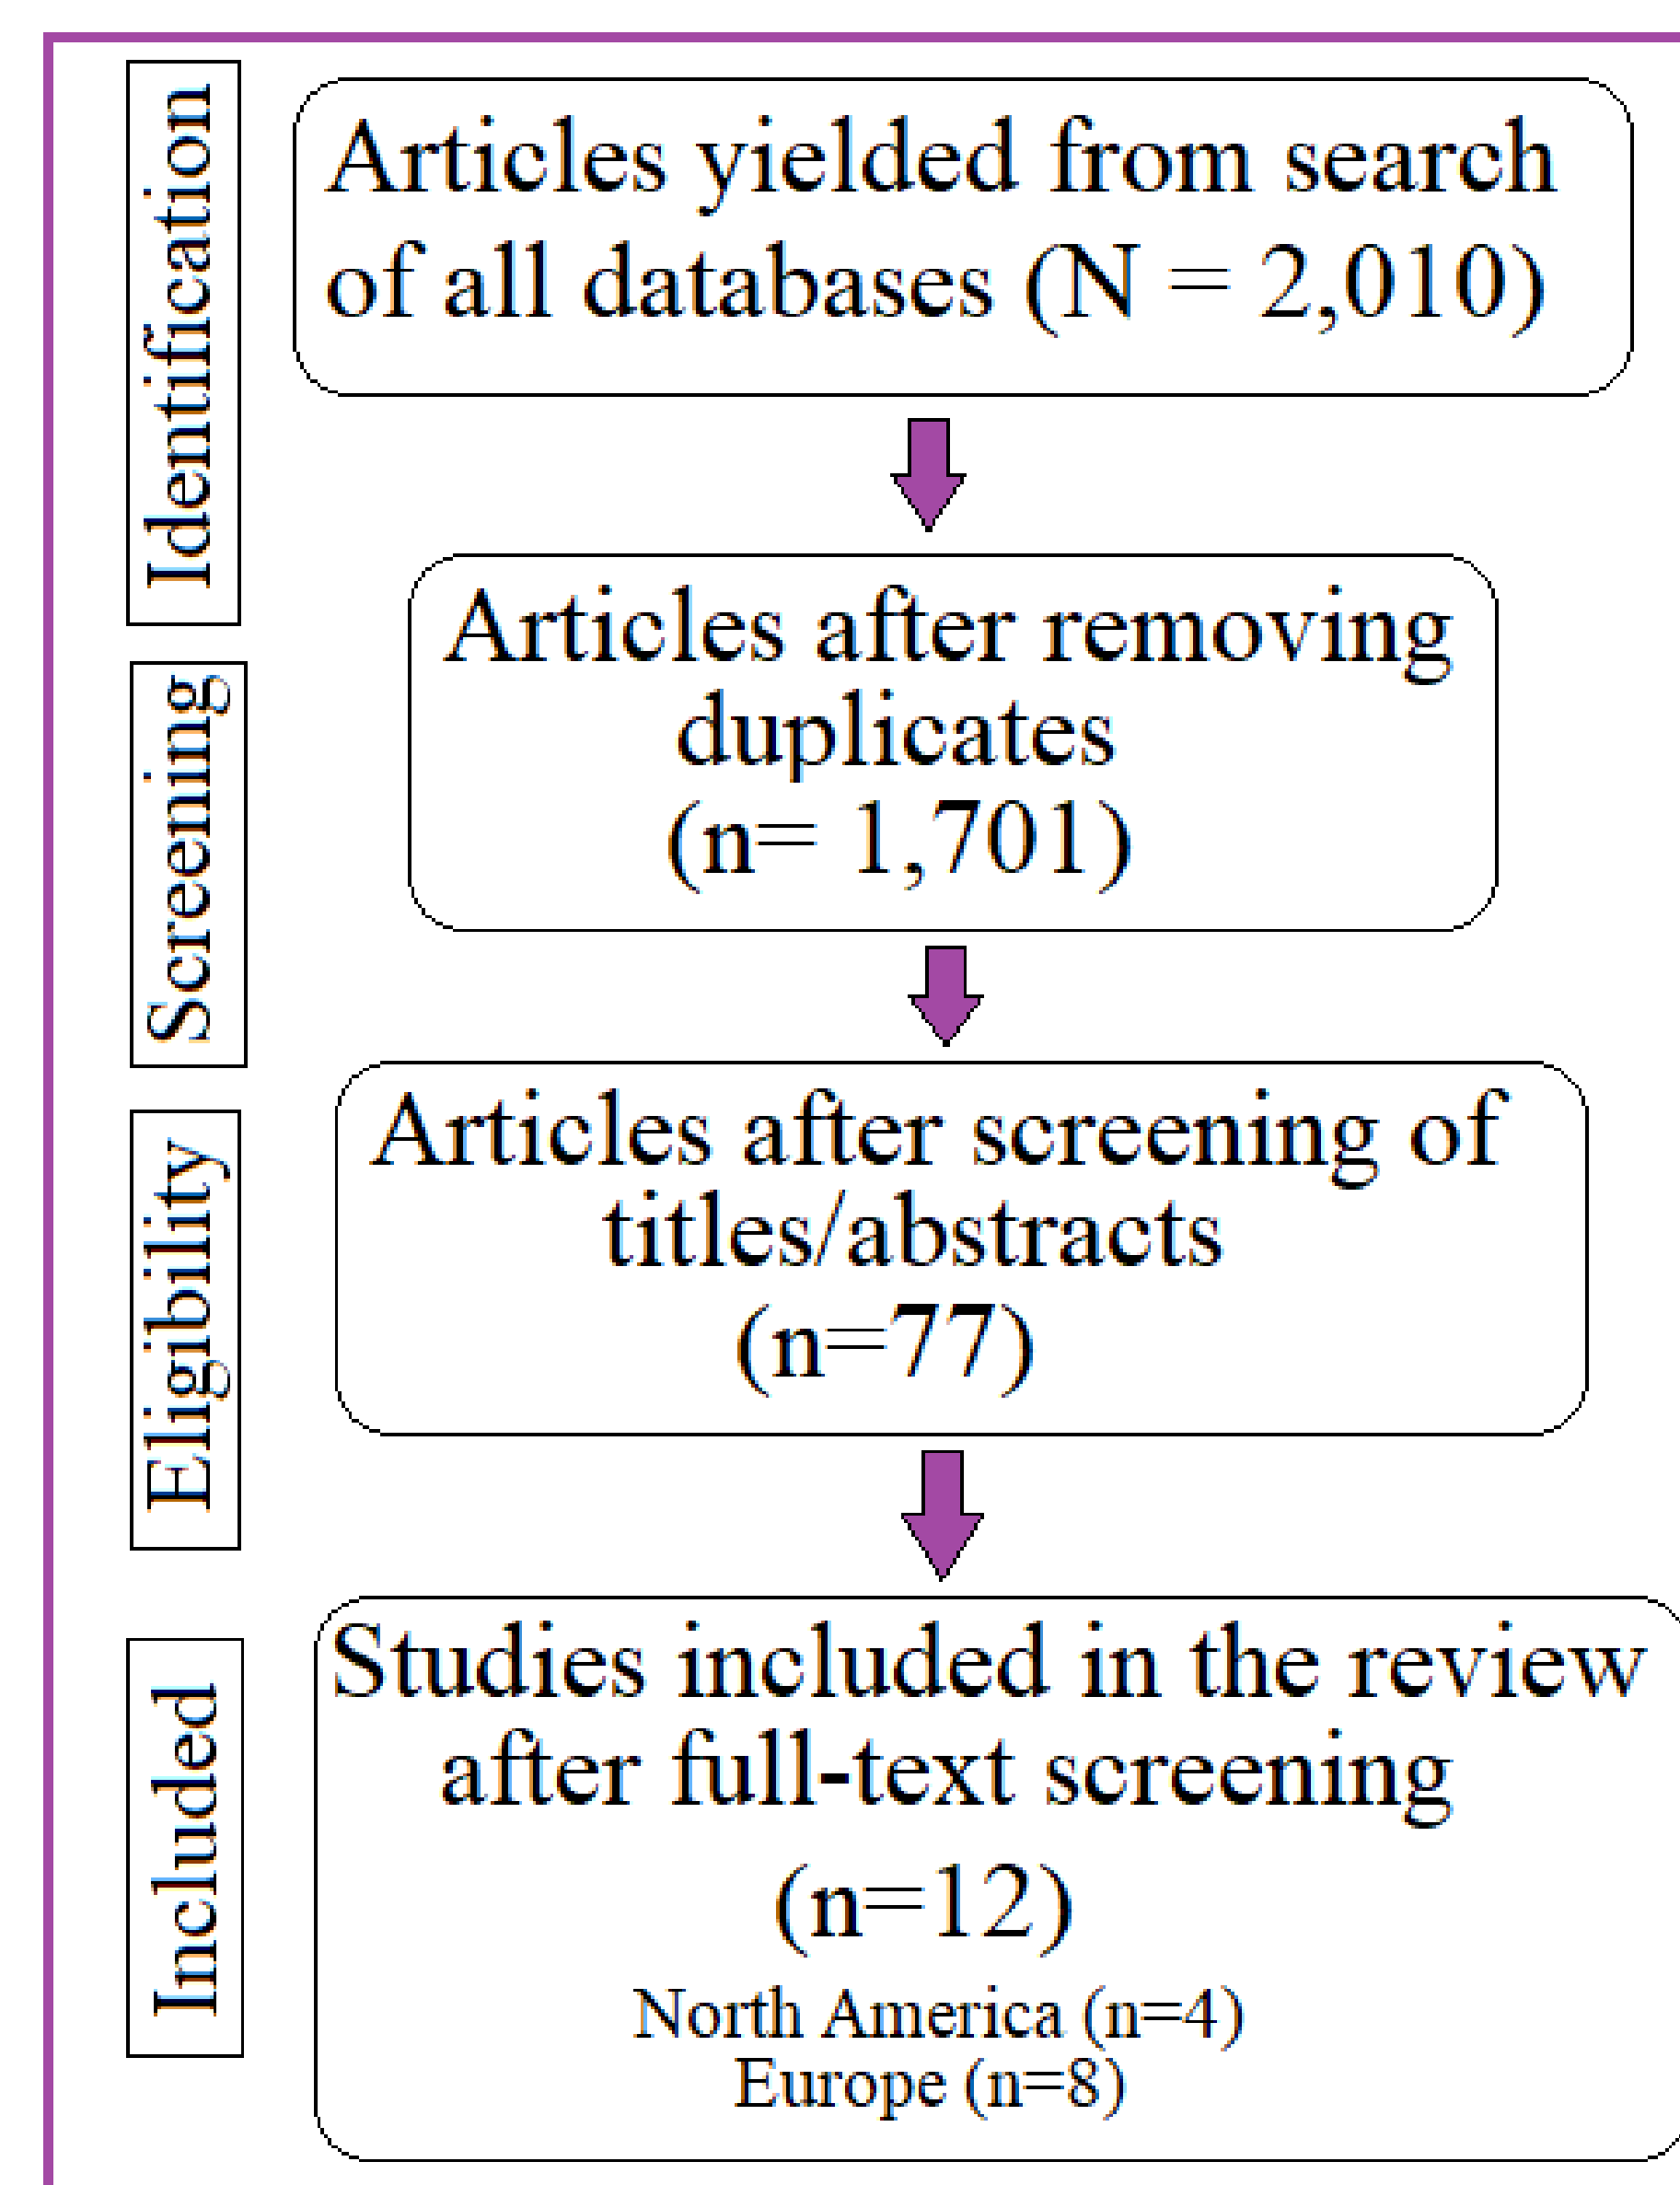 Identification
Articles yielded from search
of all databases (N = 2,010)
Articles after removing
duplicates
(n= 1,701)
Screening
Articles after screening of
titles/abstracts
(n=77)
Eligibility
Studies included in the review
after full-text screening
(n=12)
North America (n=4)
Europe (n=8)
Included